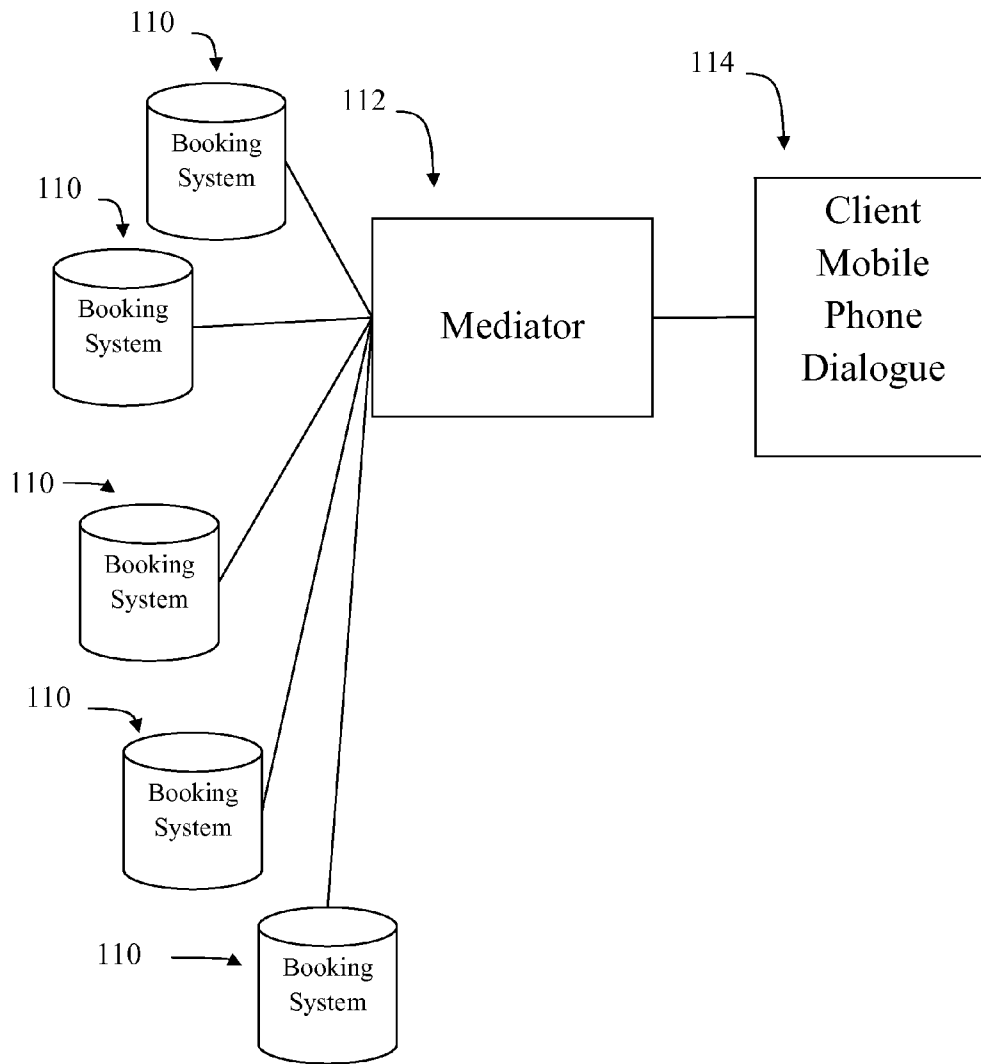 110
Booking
System
110
Booking
System
112
114
Mediator
Client
Mobile
Phone
Dialogue
110
Booking
System
110
Booking
System
110
Booking
System